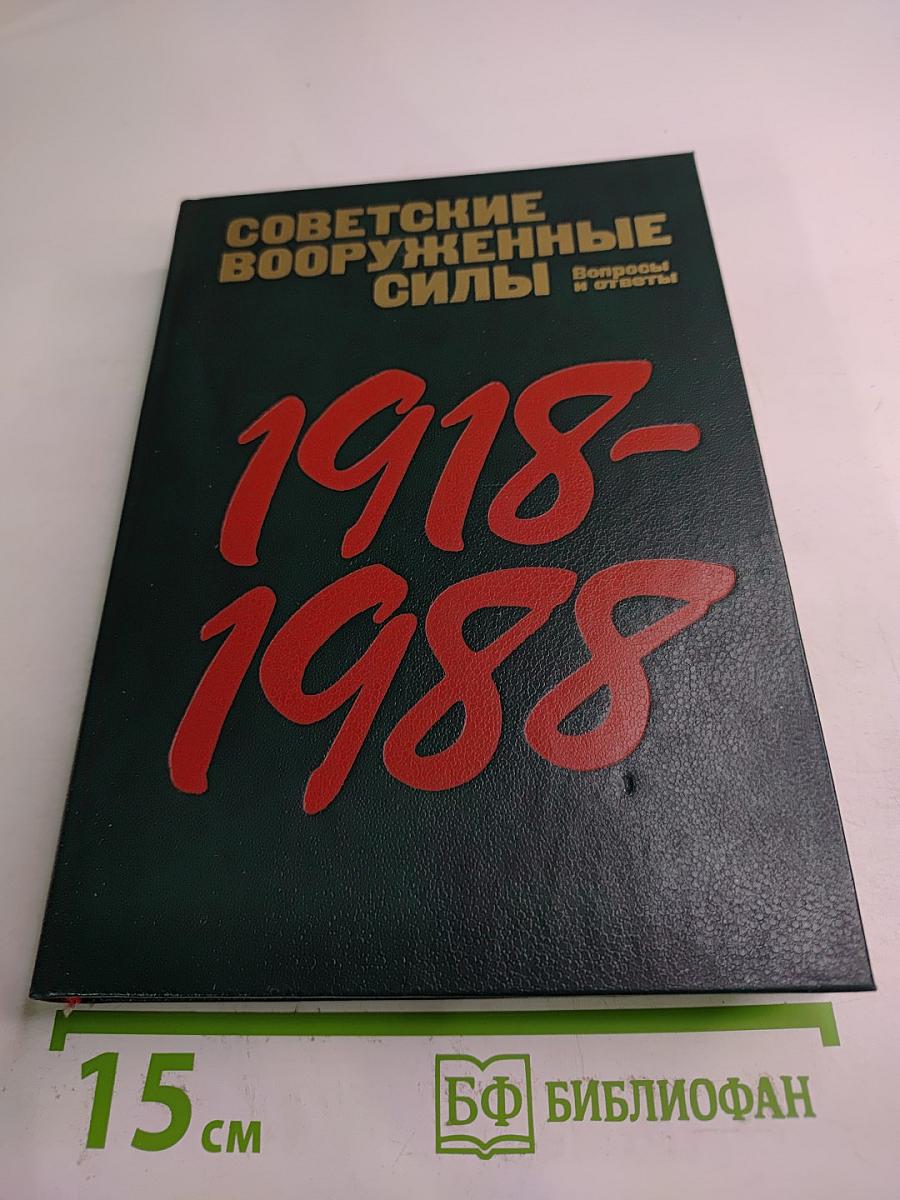 СОВЕТСКИЕ
ВООРУЖЕННЫЕ
СИЛЫ
Вопросы
и ответы
1918-
1988
15 см
БФ БИБЛИОФАН